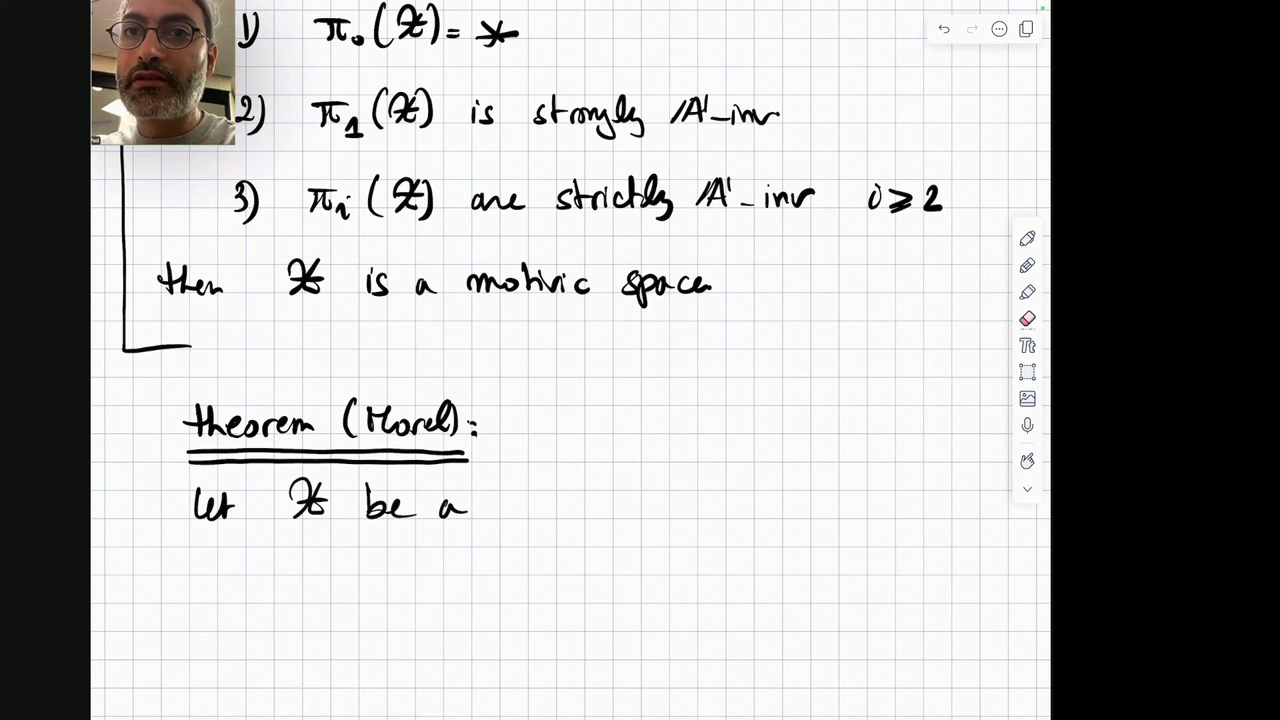 1) π₀(𝒳) = *
2) π₁(𝒳) is strongly A¹-inv
3) πᵢ(𝒳) are strictly A¹-inv i ⩾ 2
then 𝒳 is a motivic space
theorem (Morel):
let 𝒳 be a
Tt